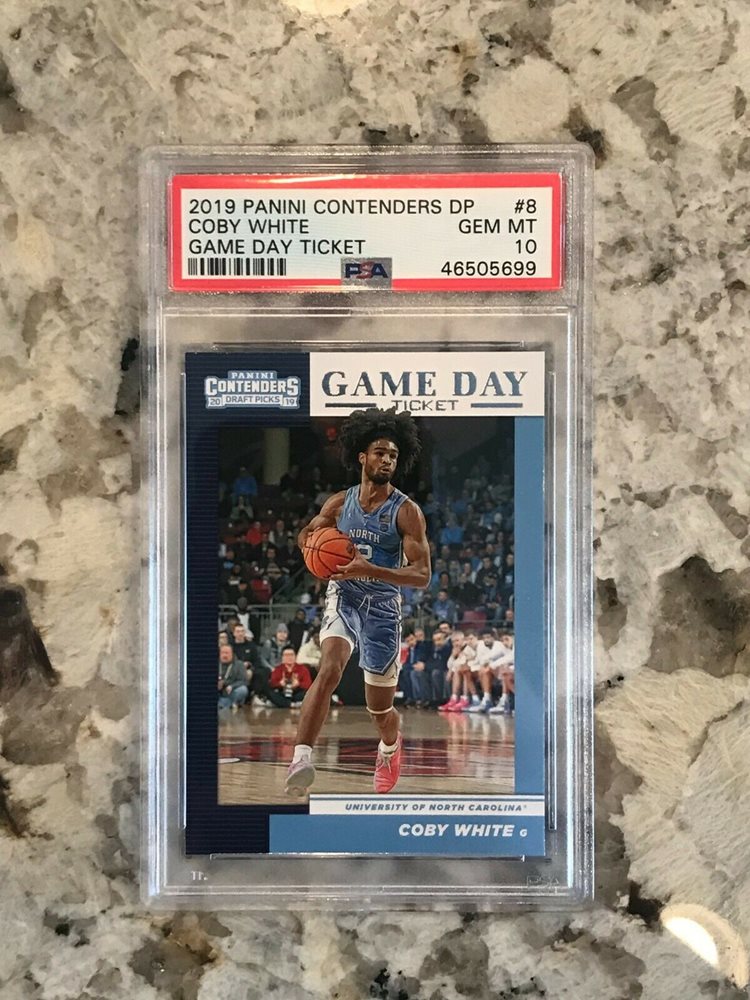 2019 PANINI CONTENDERS DP #8
COBY WHITE GEM MT
GAME DAY TICKET 10
PSA 46505699
PANINI
CONTENDERS
20 DRAFT PICKS 19
GAME DAY
TICKET
NORTH
UNIVERSITY OF NORTH CAROLINA
COBY WHITE G
PSA